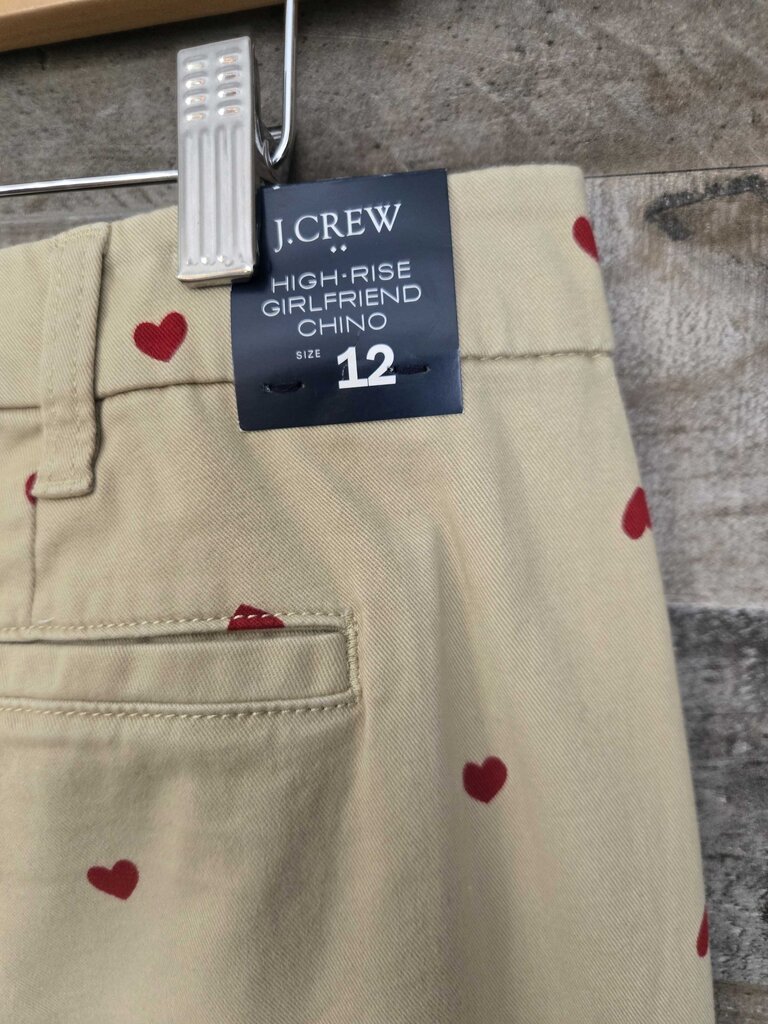 J.CREW
HIGH-RISE
GIRLFRIEND
CHINO
SIZE 12